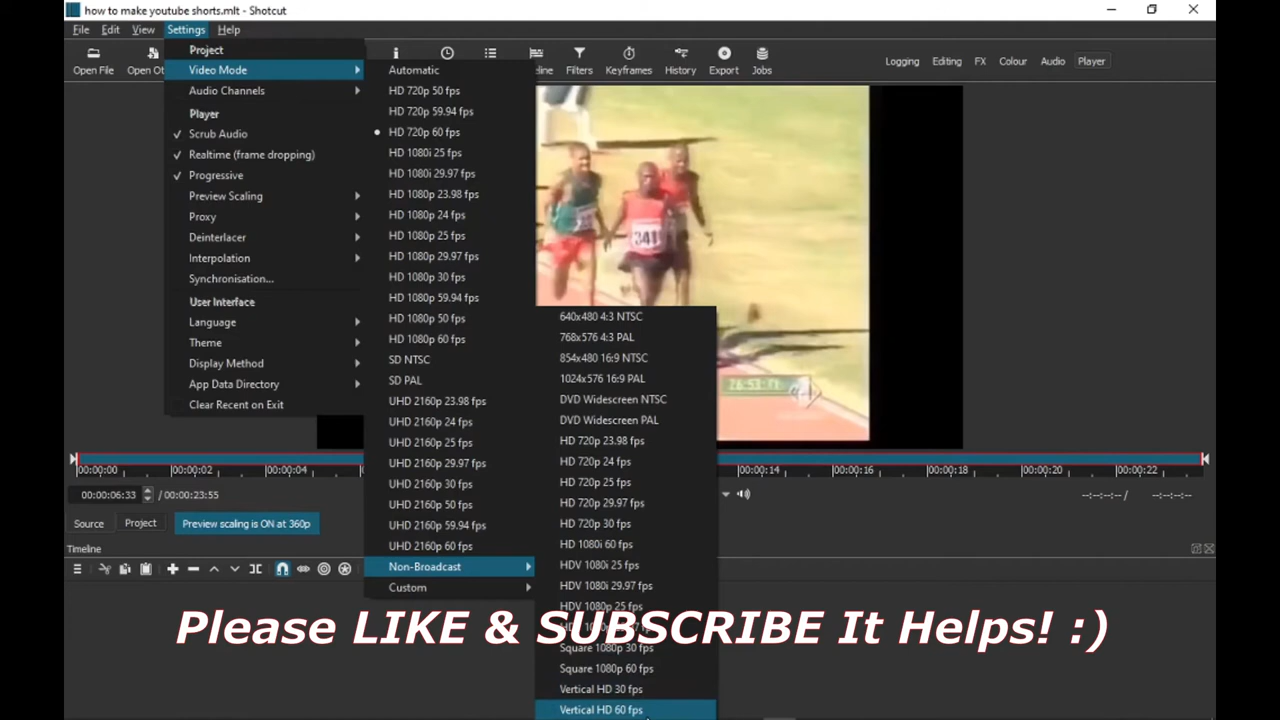 how to make youtube shorts.mlt - Shotcut
File Edit View Settings Help
Open File
Filters
Keyframes
History
Export
Jobs
Logging Editing FX Colour Audio Player
Project
Video Mode
Audio Channels
Player
Scrub Audio
Realtime (frame dropping)
Progressive
Preview Scaling
Proxy
Deinterlacer
Interpolation
Synchronisation...
User Interface
Language
Theme
Display Method
App Data Directory
Clear Recent on Exit
Automatic
HD 720p 50 fps
HD 720p 59.94 fps
HD 720p 60 fps
HD 1080i 25 fps
HD 1080i 29.97 fps
HD 1080p 23.98 fps
HD 1080p 24 fps
HD 1080p 25 fps
HD 1080p 29.97 fps
HD 1080p 30 fps
HD 1080p 59.94 fps
HD 1080p 50 fps
HD 1080p 60 fps
SD NTSC
SD PAL
UHD 2160p 23.98 fps
UHD 2160p 24 fps
UHD 2160p 25 fps
UHD 2160p 29.97 fps
UHD 2160p 30 fps
UHD 2160p 50 fps
UHD 2160p 59.94 fps
UHD 2160p 60 fps
Non-Broadcast
Custom
640x480 4:3 NTSC
768x576 4:3 PAL
854x480 16:9 NTSC
1024x576 16:9 PAL
DVD Widescreen NTSC
DVD Widescreen PAL
HD 720p 23.98 fps
HD 720p 24 fps
HD 720p 25 fps
HD 720p 29.97 fps
HD 720p 30 fps
HD 1080i 60 fps
HDV 1080i 25 fps
HDV 1080i 29.97 fps
HDV 1080p 25 fps
Square 1080p 30 fps
Square 1080p 60 fps
Vertical HD 30 fps
Vertical HD 60 fps
341
26:53:71
00:00:00 00:00:02 00:00:04 00:00:14 00:00:16 00:00:18 00:00:20 00:00:22
00:00:06:33 / 00:00:23:55 --:--:--:-- / --:--:--:--
Source Project Preview scaling is ON at 360p
Timeline
Please LIKE & SUBSCRIBE It Helps! :)